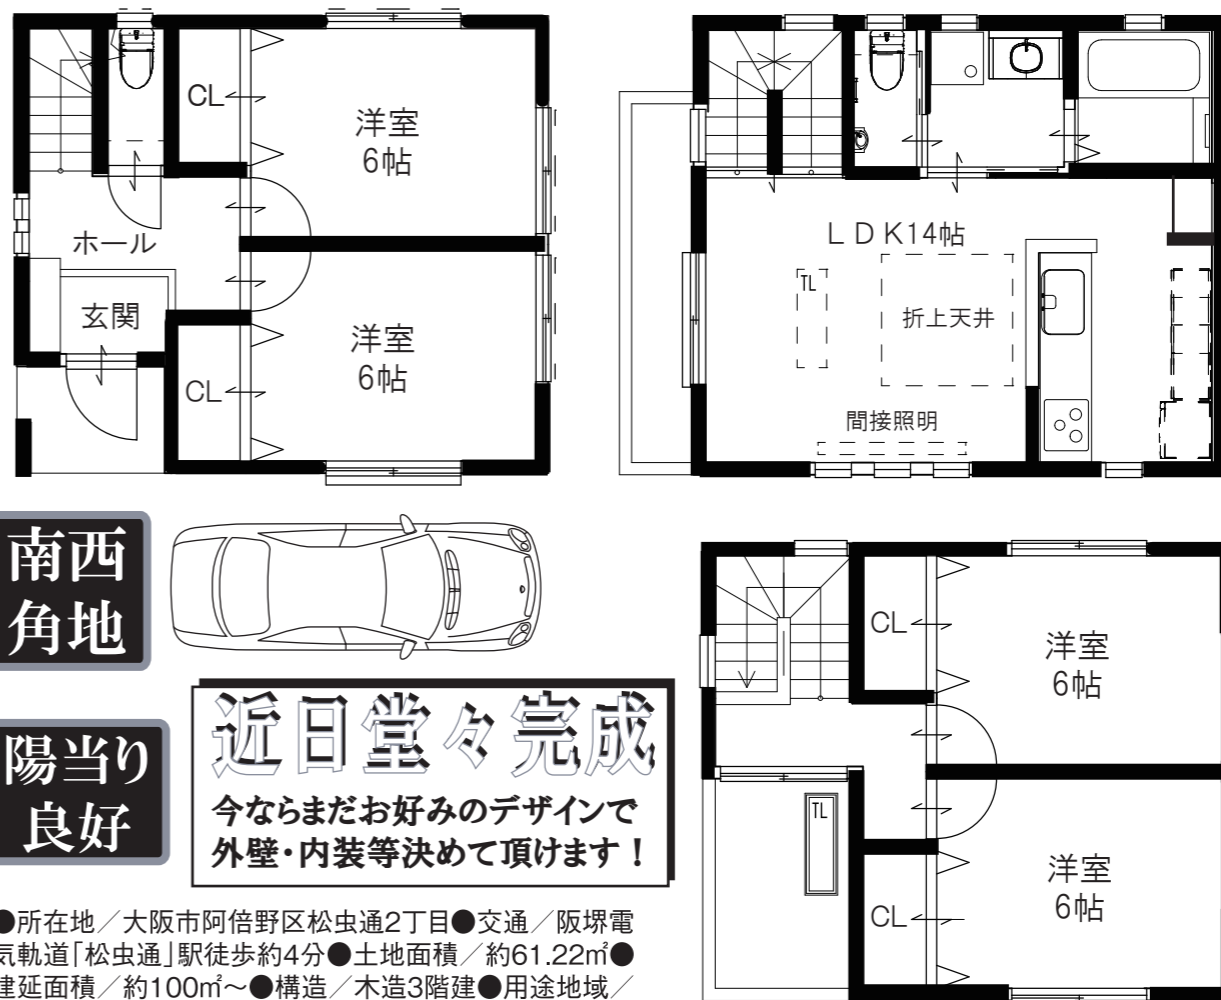 CL
洋室
6帖
ホール
玄関
洋室
6帖
CL
LDK14帖
TL
折上天井
間接照明
南西
角地
陽当り
良好
近日堂々完成
今ならまだお好みのデザインで
外壁・内装等決めて頂けます！
CL
洋室
6帖
TL
洋室
6帖
CL
●所在地／大阪市阿倍野区松虫通2丁目●交通／阪堺電
気軌道「松虫通」駅徒歩約4分●土地面積／約61.22㎡●
建延面積／約100㎡〜●構造／木造3階建●用途地域／